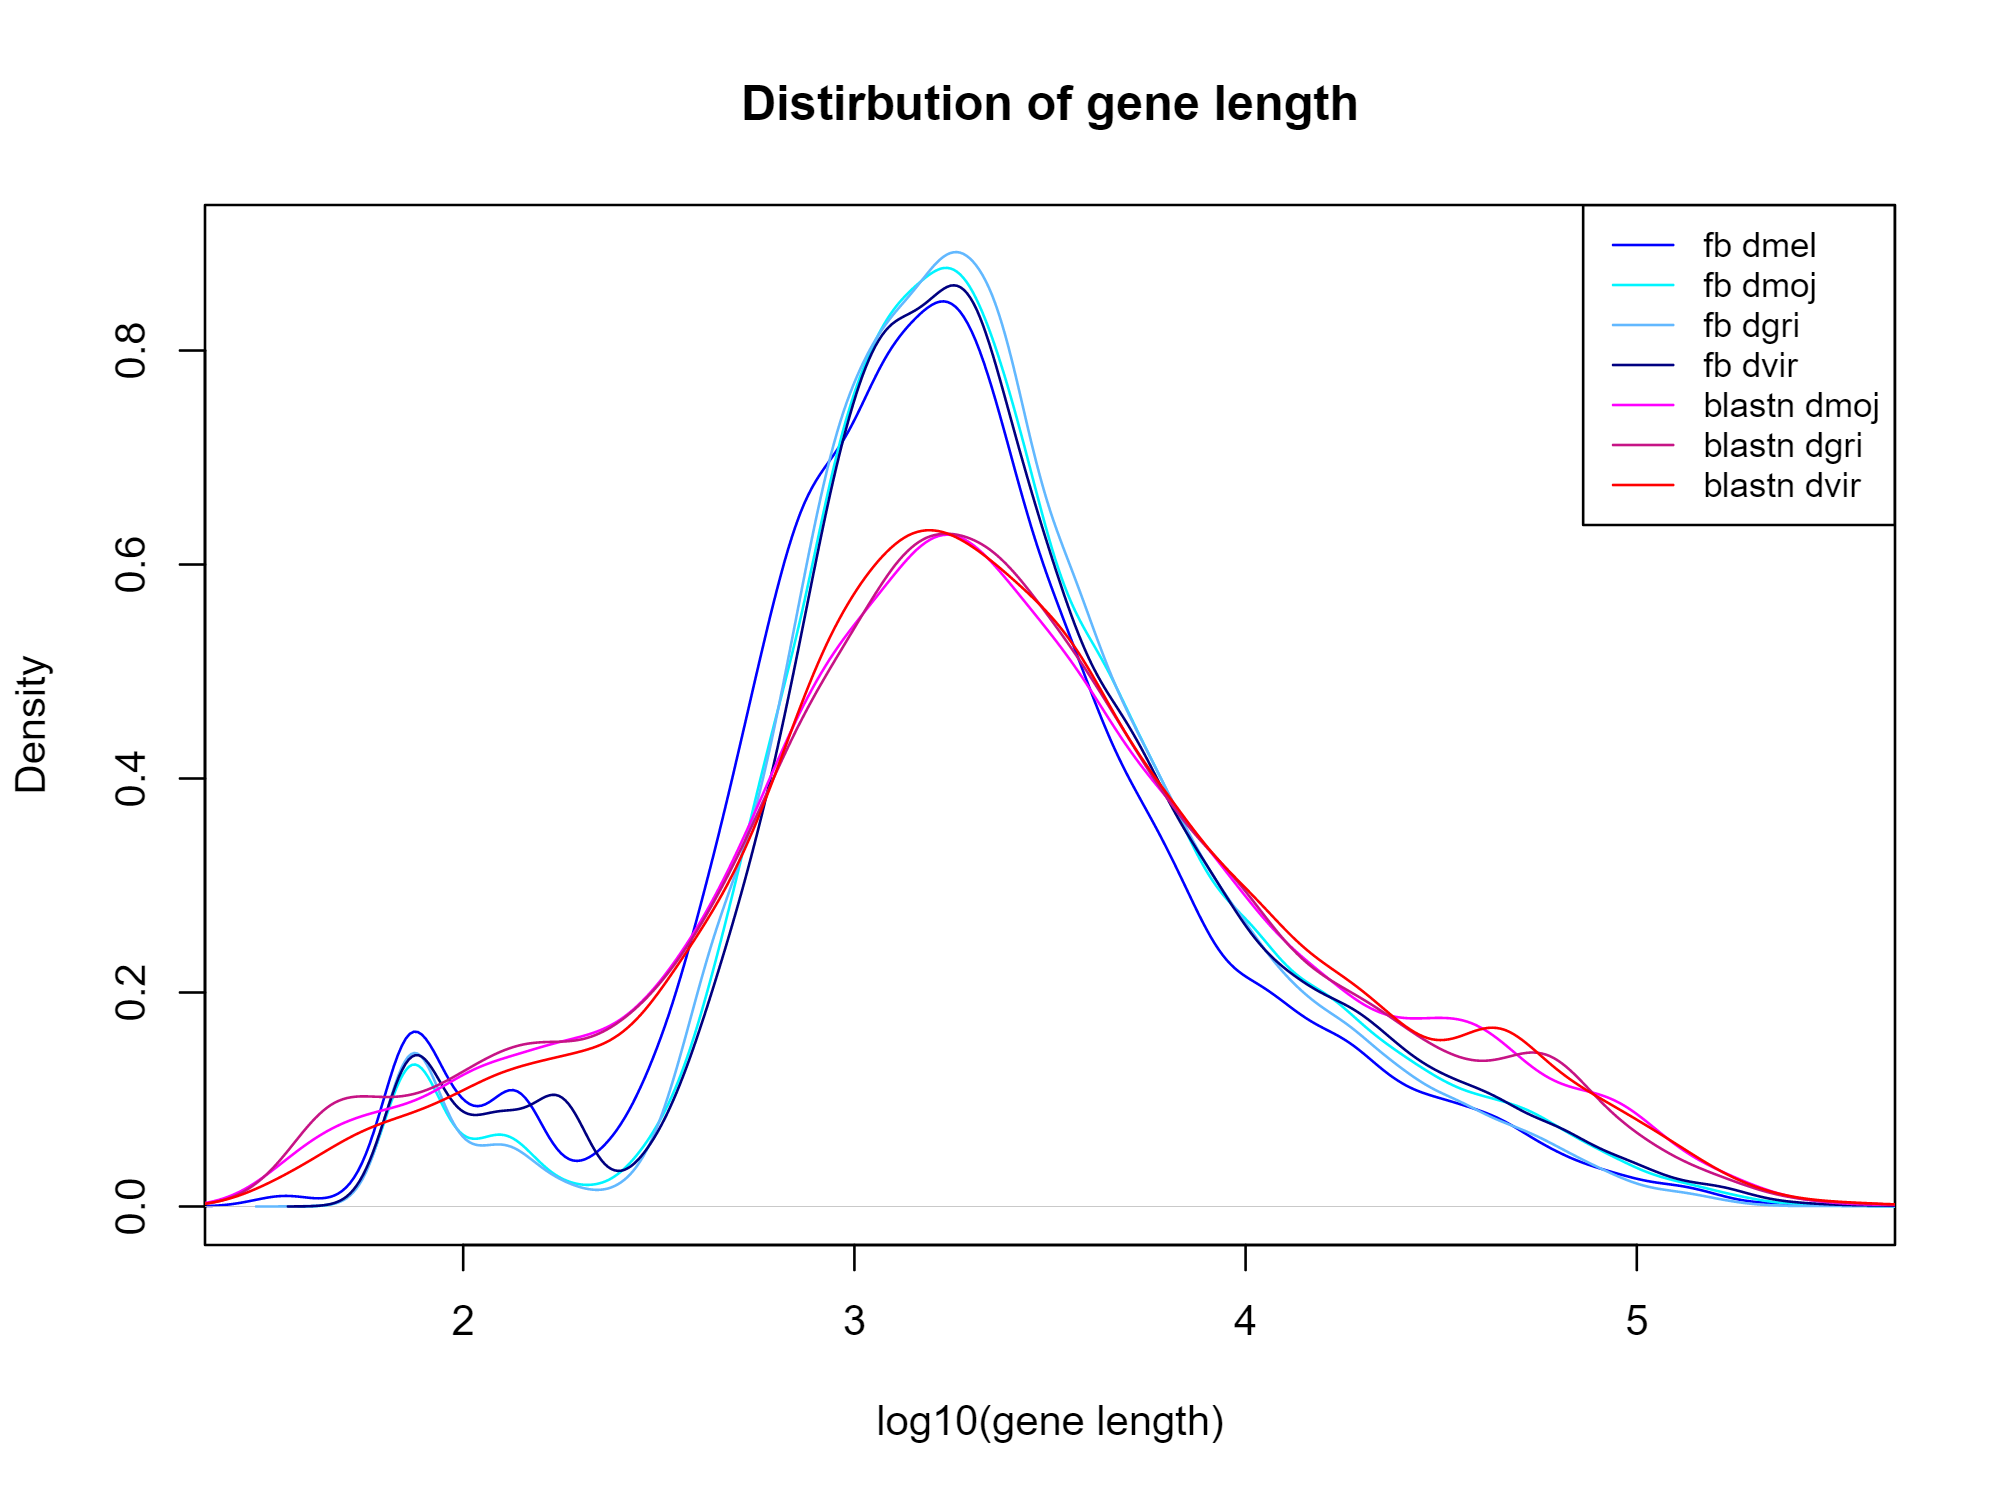 Distirbution of gene length
fb dmel
fb dmoj
fb dgri
fb dvir
blastn dmoj
blastn dgri
blastn dvir
Density
0.8
0.6
0.4
0.2
0.0
2 3 4 5
log10(gene length)